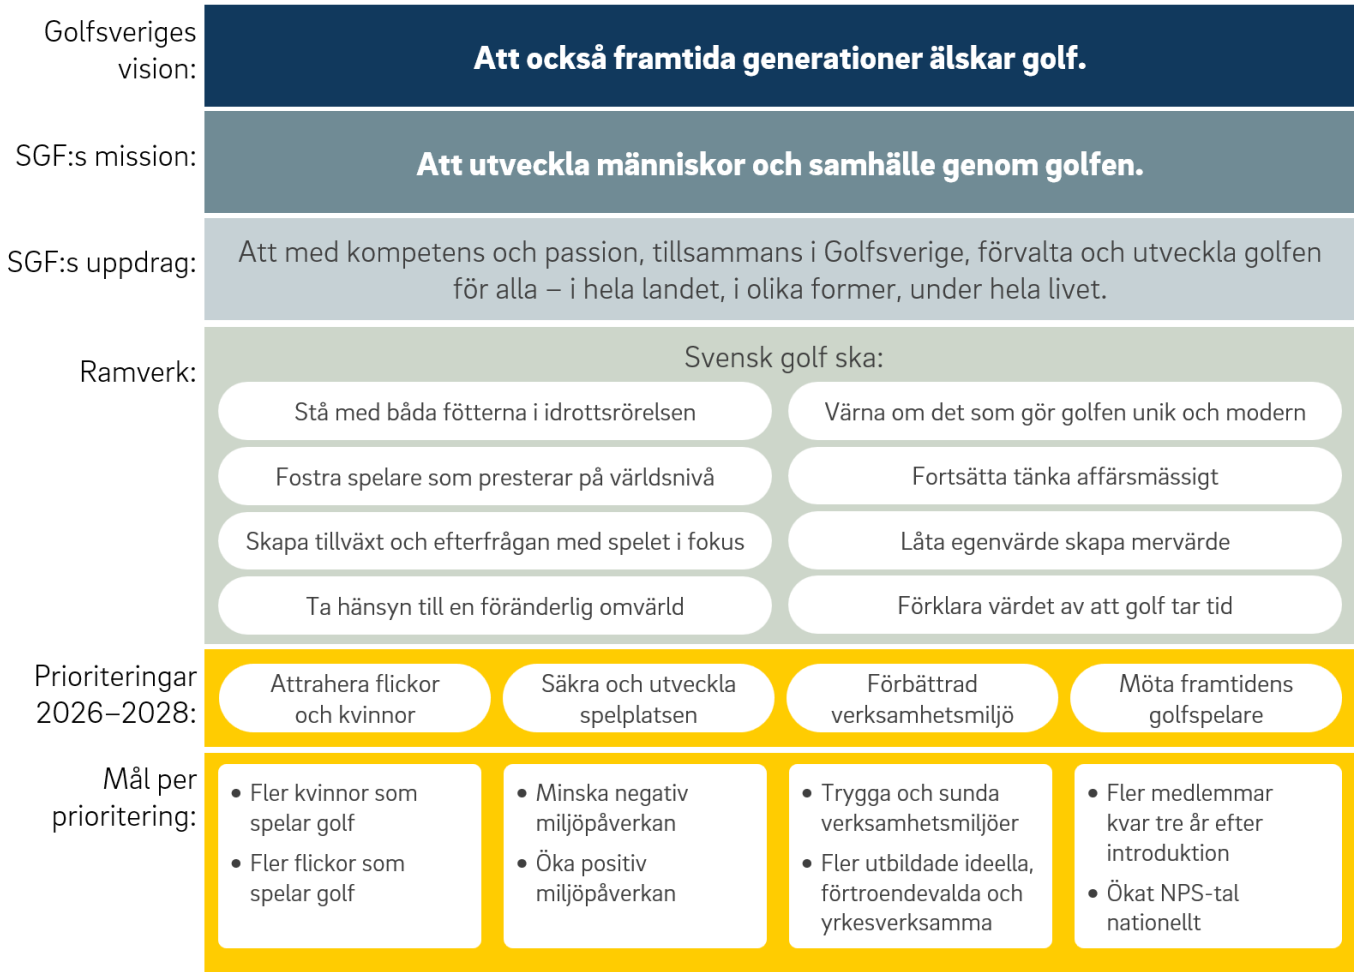 Golfsveriges
vision:
Att också framtida generationer älskar golf.
SGF:s mission:
Att utveckla människor och samhälle genom golfen.
SGF:s uppdrag:
Att med kompetens och passion, tillsammans i Golfsverige, förvalta och utveckla golfen
för alla – i hela landet, i olika former, under hela livet.
Ramverk:
Svensk golf ska:
Stå med båda fötterna i idrottsrörelsen
Värna om det som gör golfen unik och modern
Fostra spelare som presterar på världsnivå
Fortsätta tänka affärsmässigt
Skapa tillväxt och efterfrågan med spelet i fokus
Låta egenvärde skapa mervärde
Ta hänsyn till en föränderlig omvärld
Förklara värdet av att golf tar tid
Prioriteringar
2026–2028:
Attrahera flickor
och kvinnor
Säkra och utveckla
spelplatsen
Förbättrad
verksamhetsmiljö
Möta framtidens
golfspelare
Mål per
prioritering:
• Fler kvinnor som
spelar golf
• Fler flickor som
spelar golf
• Minska negativ
miljöpåverkan
• Öka positiv
miljöpåverkan
• Trygga och sunda
verksamhetsmiljöer
• Fler utbildade ideella,
förtroendevalda och
yrkesverksamma
• Fler medlemmar
kvar tre år efter
introduktion
• Ökat NPS-tal
nationellt